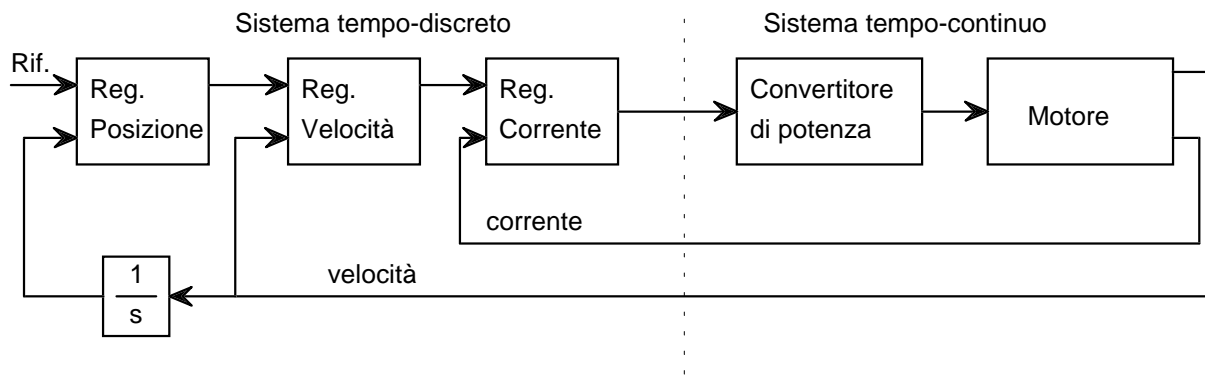 Sistema tempo-discreto
Sistema tempo-continuo
Rif.
Reg.
Posizione
Reg.
Velocità
Reg.
Corrente
Convertitore
di potenza
Motore
corrente
velocità
1
s